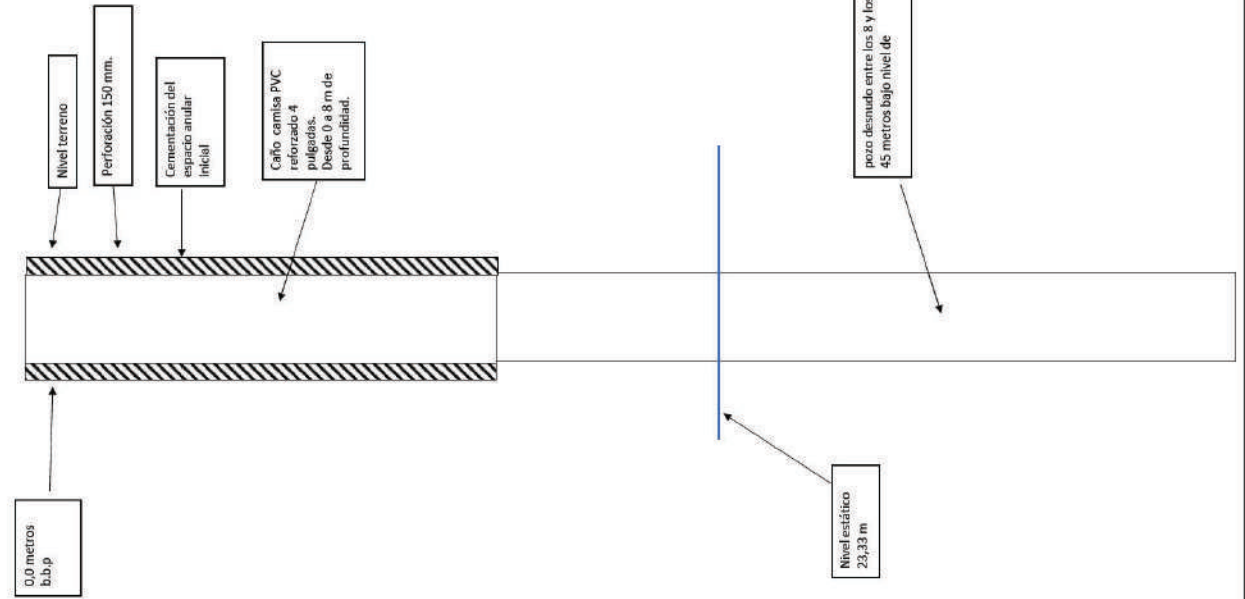 0,0 metros
b.b.p
Nivel terreno
Perforación 150 mm.
Cementación del
espacio anular
inicial
Caño camisa PVC
reforzado 4
pulgadas.
Desde 0 a 8 m de
profundidad.
Nivel estático
23,33 m
pozo desnudo entre los 8 y los
45 metros bajo nivel de